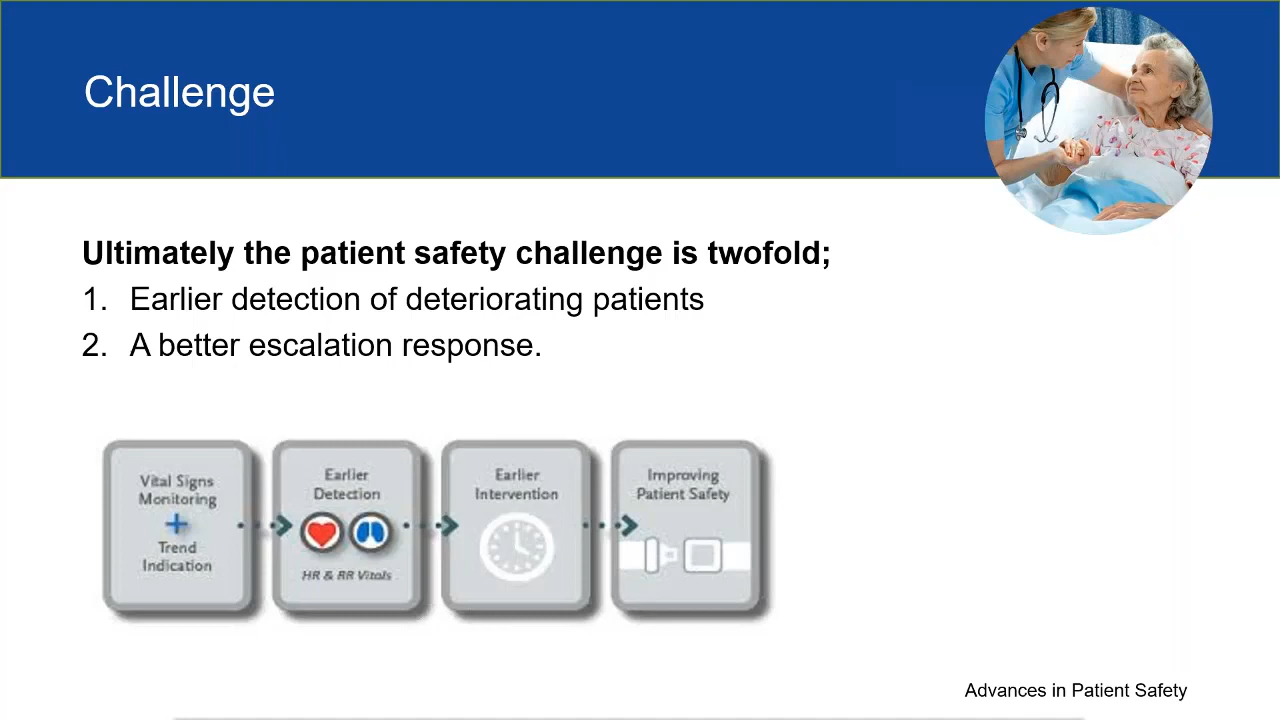 Challenge
Ultimately the patient safety challenge is twofold;
1. Earlier detection of deteriorating patients
2. A better escalation response.
Vital Signs
Monitoring
+
Trend
Indication
Earlier
Detection
HR & RR Vitals
Earlier
Intervention
Improving
Patient Safety
Advances in Patient Safety